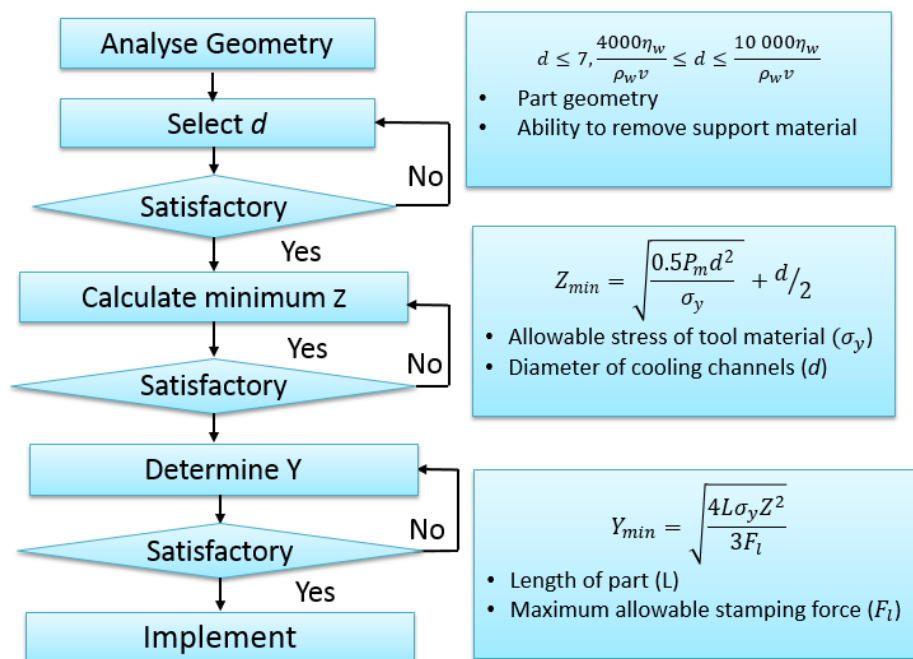 Analyse Geometry
Select d
No
Satisfactory
Yes
Calculate minimum Z
Yes
No
Satisfactory
Determine Y
No
Satisfactory
Yes
Implement
d ≤ 7, 4000η_w/ρ_w v ≤ d ≤ 10 000η_w/ρ_w v
• Part geometry
• Ability to remove support material
Z_min = √(0.5P_m d²/σ_y) + d/2
• Allowable stress of tool material (σ_y)
• Diameter of cooling channels (d)
Y_min = √(4Lσ_y Z²/3F_l)
• Length of part (L)
• Maximum allowable stamping force (F_l)